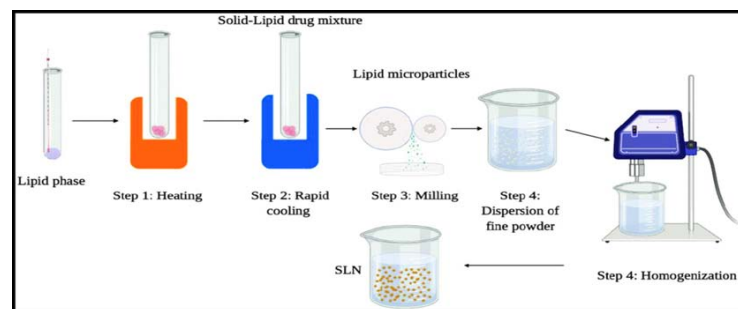 Solid-Lipid drug mixture
Lipid microparticles
Lipid phase
Step 1: Heating
Step 2: Rapid
cooling
Step 3: Milling
Step 4:
Dispersion of
fine powder
Step 4: Homogenization
SLN